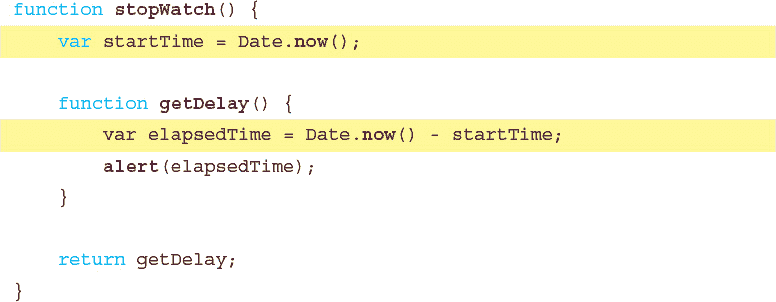 function stopWatch() {
    var startTime = Date.now();

    function getDelay() {
        var elapsedTime = Date.now() - startTime;
        alert(elapsedTime);
    }

    return getDelay;
}